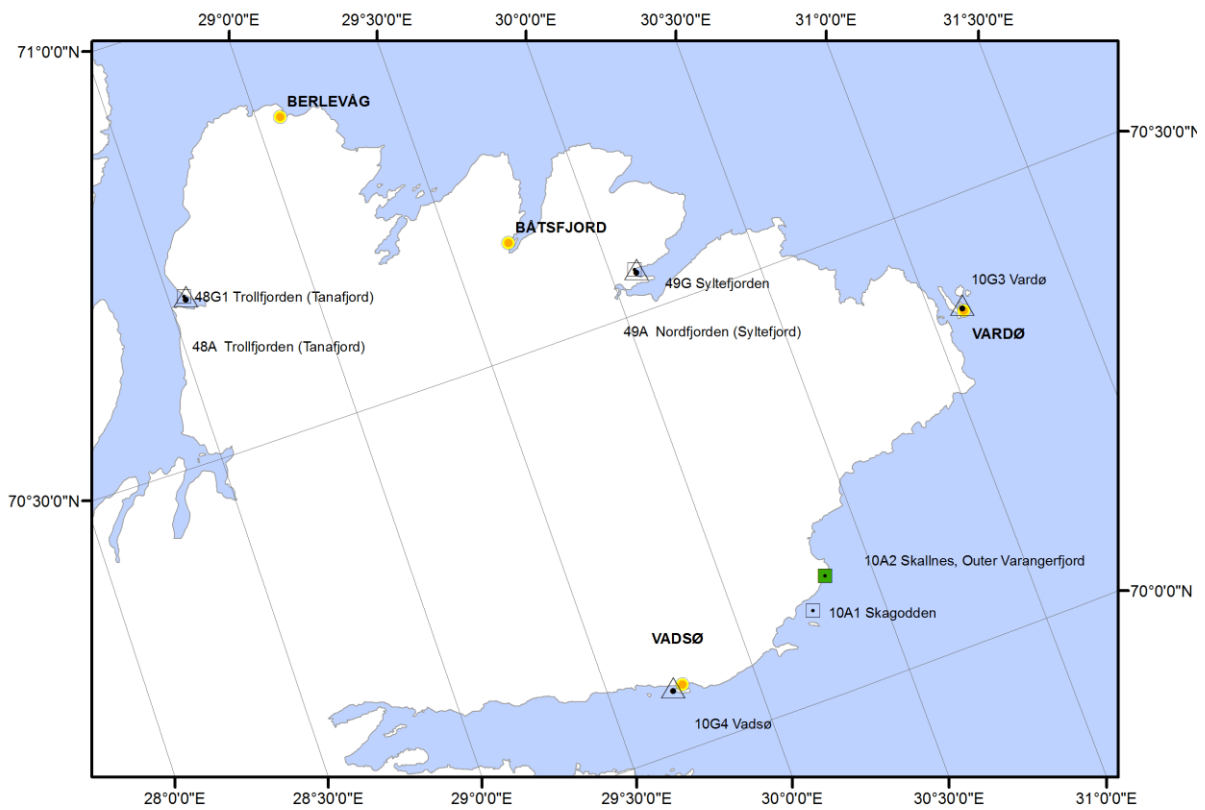 29°0'0"E 29°30'0"E 30°0'0"E 30°30'0"E 31°0'0"E 31°30'0"E
71°0'0"N
BERLEVÅG
70°30'0"N
BÅTSFJORD
10G3 Vardø
49G Syltefjorden
48G1 Trollfjorden (Tanafjord)
49A Nordfjorden (Syltefjord)
VARDØ
48A Trollfjorden (Tanafjord)
70°30'0"N
10A2 Skallnes, Outer Varangerfjord
70°0'0"N
10A1 Skagodden
VADSØ
10G4 Vadsø
28°0'0"E 28°30'0"E 29°0'0"E 29°30'0"E 30°0'0"E 30°30'0"E 31°0'0"E